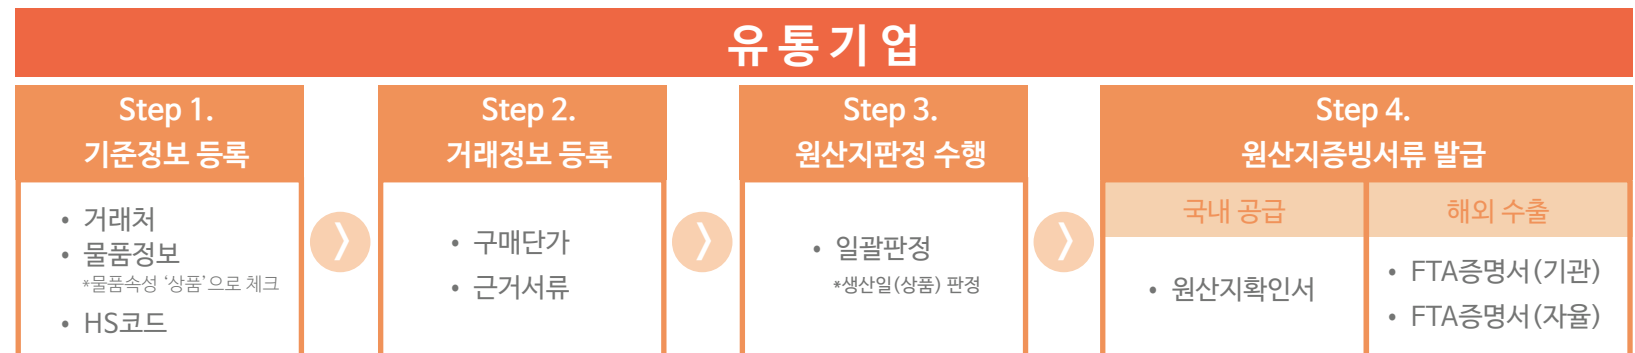 유통기업
Step 1.
기준정보 등록
• 거래처
• 물품정보
*물품속성 ‘상품’으로 체크
• HS코드
Step 2.
거래정보 등록
• 구매단가
• 근거서류
Step 3.
원산지판정 수행
• 일괄판정
*생산일(상품) 판정
Step 4.
원산지증빙서류 발급
국내 공급
• 원산지확인서
해외 수출
• FTA증명서(기관)
• FTA증명서(자율)